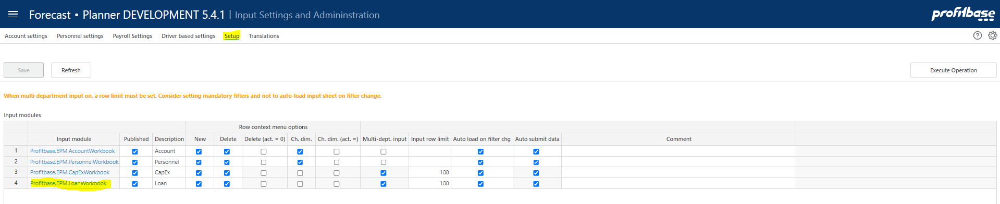 Forecast • Planner DEVELOPMENT 5.4.1 | Input Settings and Admininstration
profitbase
Account settings Personnel settings Payroll Settings Driver based settings Setup Translations
Save Refresh Execute Operation
When multi department input on, a row limit must be set. Consider setting mandatory filters and not to auto-load input sheet on filter change.
Input modules
Row context menu options
Input module Published Description New Delete Delete (act. = 0) Ch. dim. Ch. dim. (act. =) Multi-dept. input Input row limit Auto load on filter chg Auto submit data Comment
1 Profitbase.EPM.AccountWorkbook Account
2 Profitbase.EPM.PersonnelWorkbook Personnel
3 Profitbase.EPM.CapExWorkbook CapEx 100
4 Profitbase.EPM.LoanWorkbook Loan 100